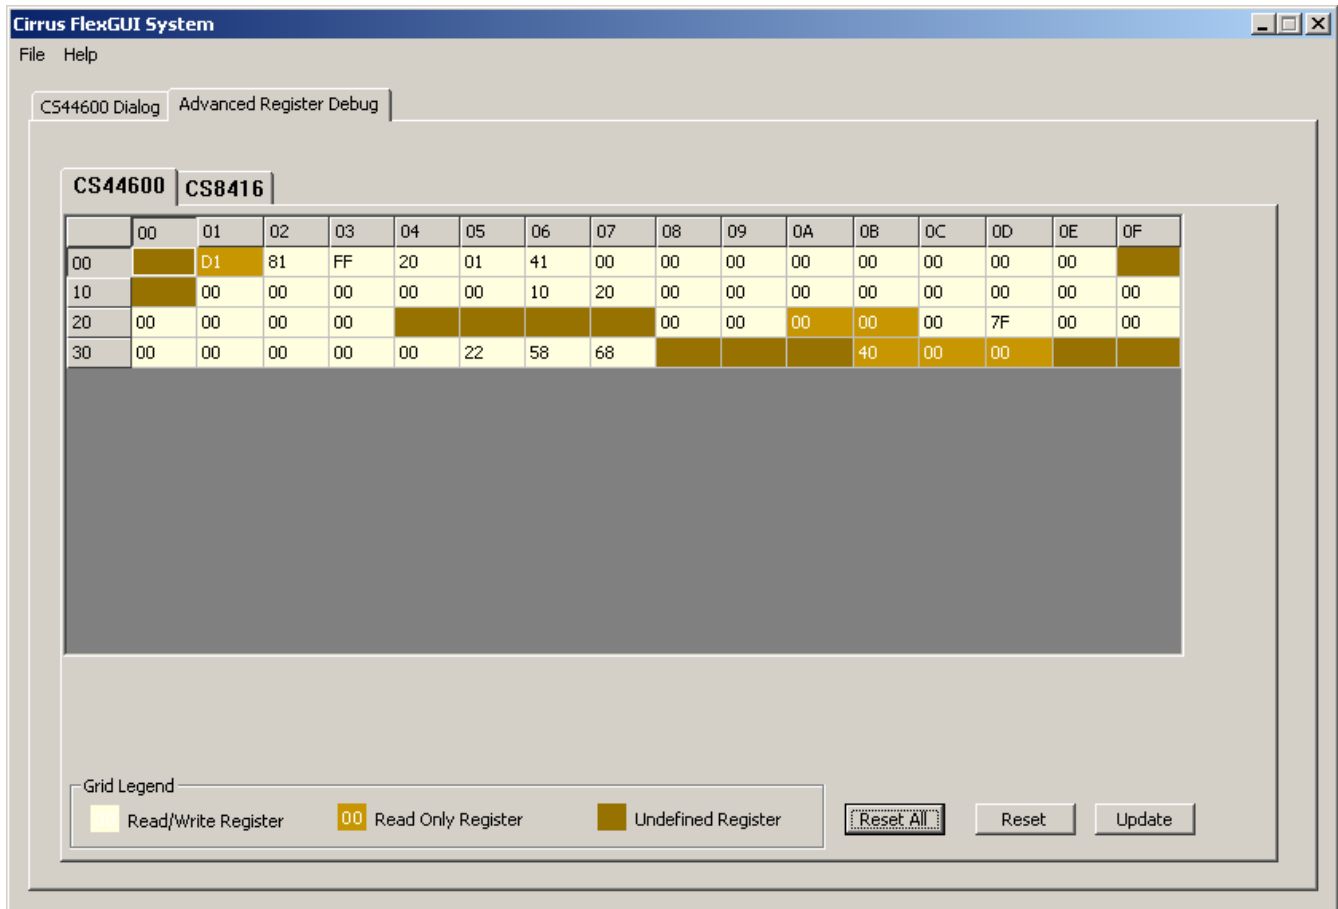 Cirrus FlexGUI System
File Help
CS44600 Dialog Advanced Register Debug
CS44600 CS8416
00 01 02 03 04 05 06 07 08 09 0A 0B 0C 0D 0E 0F
00 D1 81 FF 20 01 41 00 00 00 00 00 00 00 00
10 00 00 00 00 00 10 20 00 00 00 00 00 00 00 00
20 00 00 00 00 00 00 00 00 00 7F 00 00
30 00 00 00 00 00 22 58 68 40 00 00
Grid Legend
00 Read/Write Register 00 Read Only Register Undefined Register Reset All Reset Update